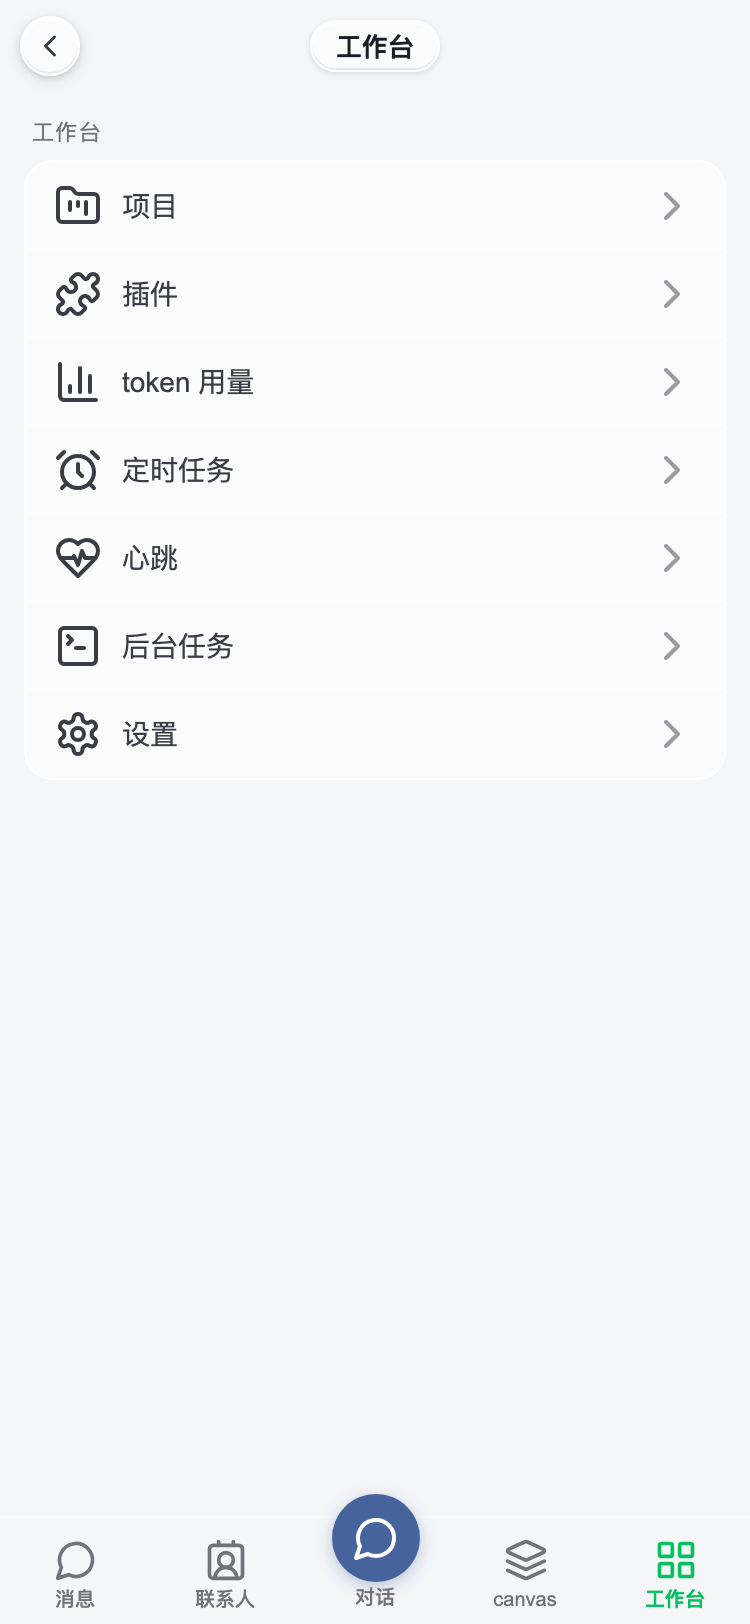 工作台
工作台
项目
插件
token 用量
定时任务
心跳
后台任务
设置
消息
联系人
对话
canvas
工作台